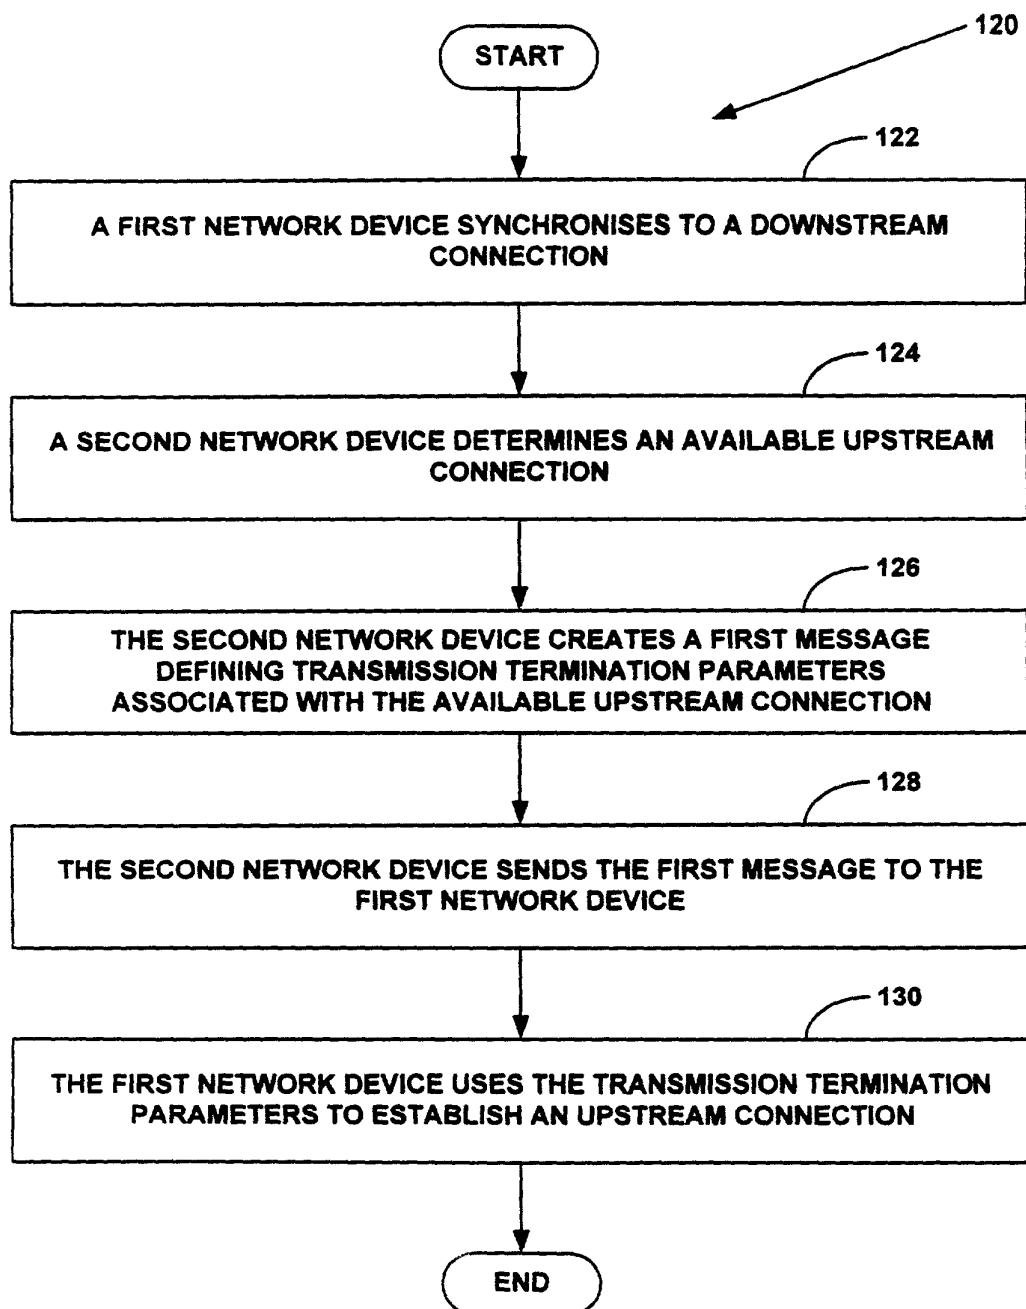 120
START
122
A FIRST NETWORK DEVICE SYNCHRONISES TO A DOWNSTREAM
CONNECTION
124
A SECOND NETWORK DEVICE DETERMINES AN AVAILABLE UPSTREAM
CONNECTION
126
THE SECOND NETWORK DEVICE CREATES A FIRST MESSAGE
DEFINING TRANSMISSION TERMINATION PARAMETERS
ASSOCIATED WITH THE AVAILABLE UPSTREAM CONNECTION
128
THE SECOND NETWORK DEVICE SENDS THE FIRST MESSAGE TO THE
FIRST NETWORK DEVICE
130
THE FIRST NETWORK DEVICE USES THE TRANSMISSION TERMINATION
PARAMETERS TO ESTABLISH AN UPSTREAM CONNECTION
END